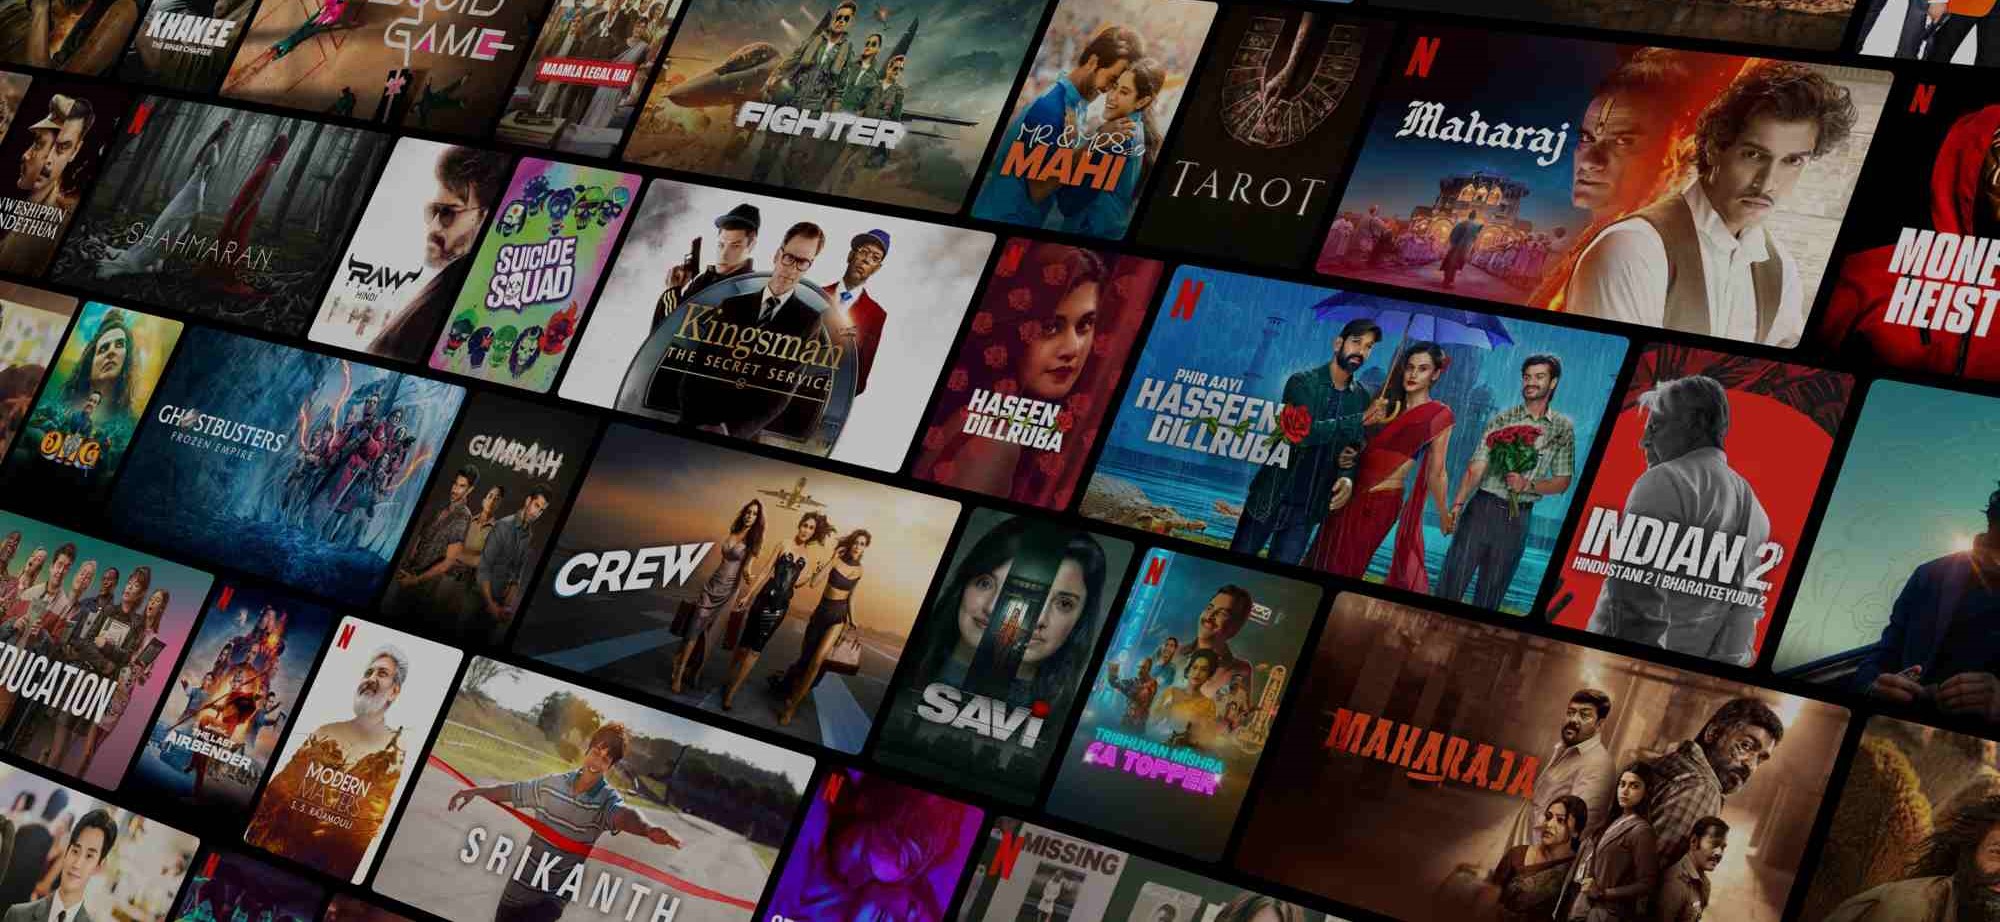 KHAKEE
THE BIHAR CHAPTER
SQUID
GAME
MAAMLA LEGAL HAI
FIGHTER
MR & MRS
MAHI
TAROT
N
Maharaj
N
MONE
HEIST
NWESHIPPIN
NDETHUM
N
SHAHMARAN
RAW
HINDI
SUICIDE
SQUAD
Kingsman
THE SECRET SERVICE
N
HASEEN
DILLRUBA
N
PHIR AAYI
HASSEEN
DILLRUBA
INDIAN 2
HINDUSTANI 2 | BHARATEEYUDU 2
OMG
GHOSTBUSTERS
FROZEN EMPIRE
GUMRAAH
CREW
SAVI
N
TRIBHUVAN MISHRA
CA TOPPER
MAHARAJA
DUCATION
N
THE LAST
AIRBENDER
N
MODERN
MASTERS
S. S. RAJAMOULI
SRIKANTH
N
N
MISSING
N